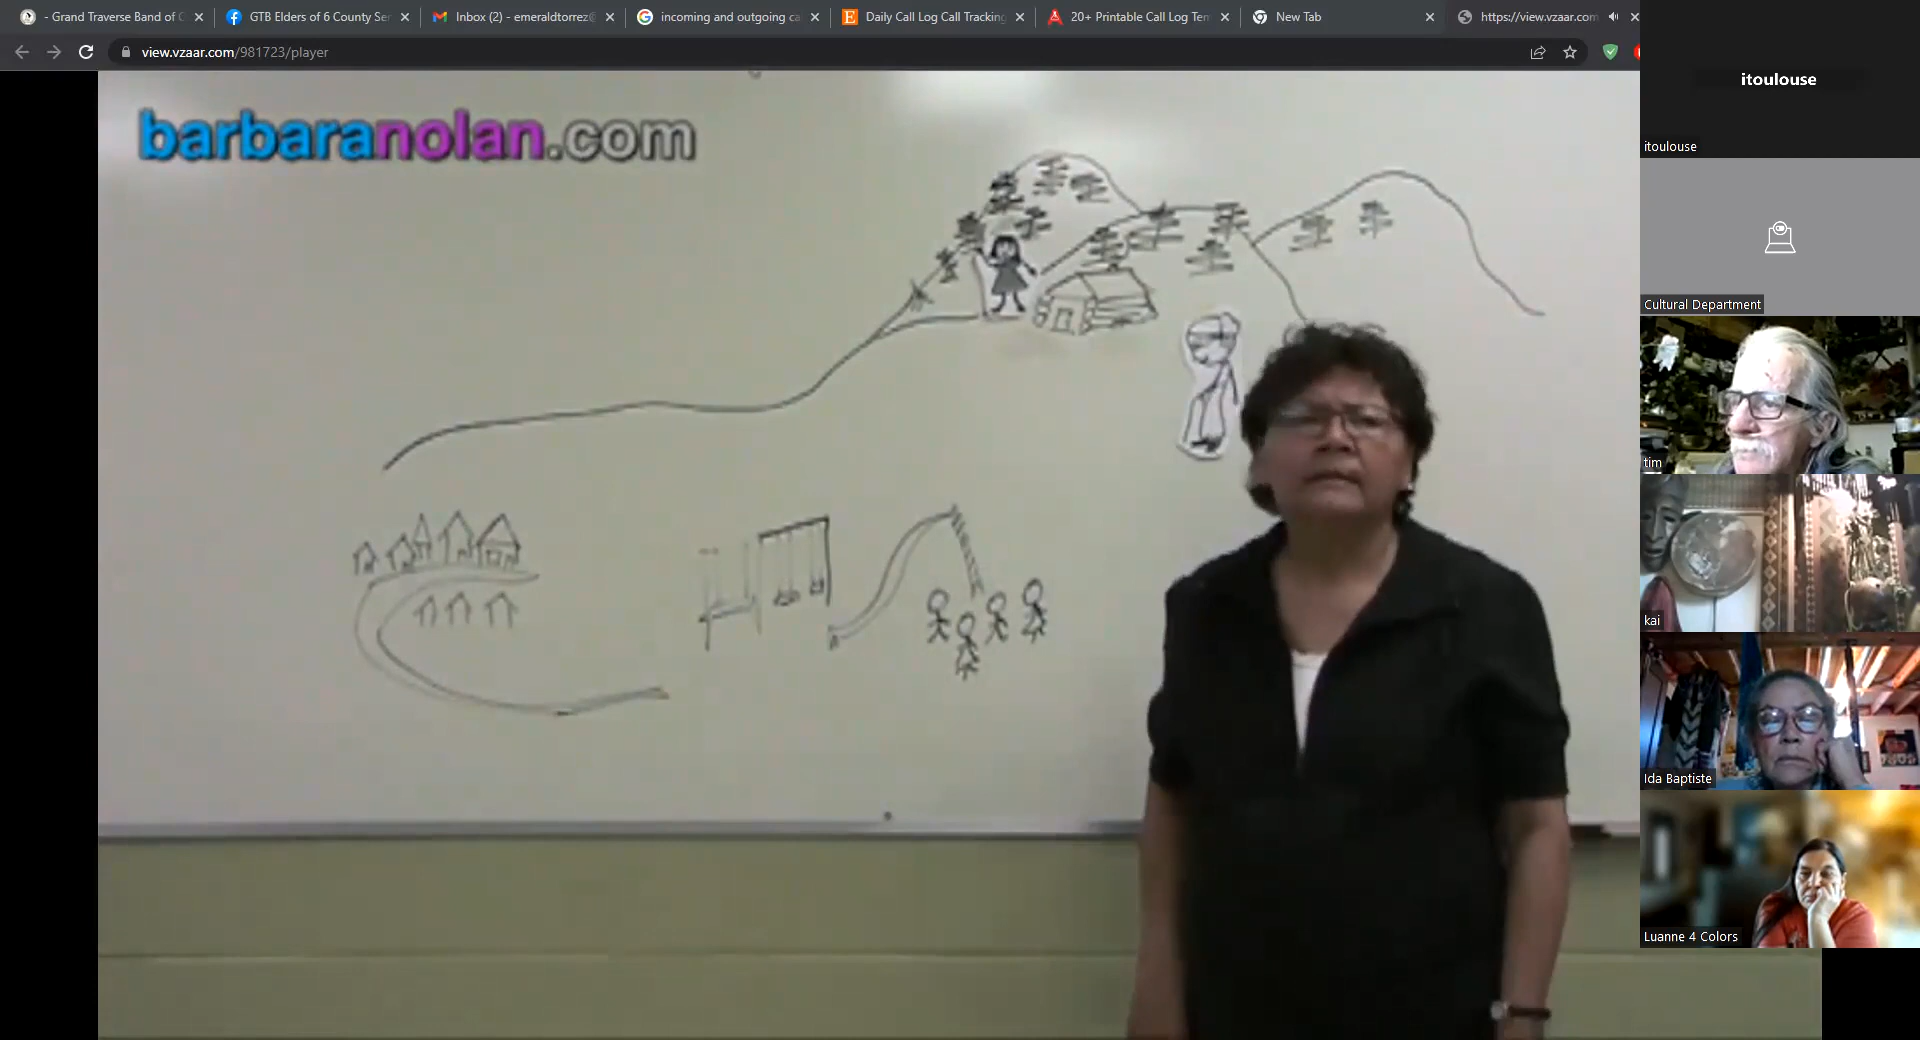 - Grand Traverse Band of O
GTB Elders of 6 County Ser
Inbox (2) - emeraldtorrez@
incoming and outgoing ca
Daily Call Log Call Tracking
20+ Printable Call Log Tem
New Tab
https://view.vzaar.com
view.vzaar.com/981723/player
barbaranolan.com
itoulouse
itoulouse
Cultural Department
tim
kai
Ida Baptiste
Luanne 4 Colors